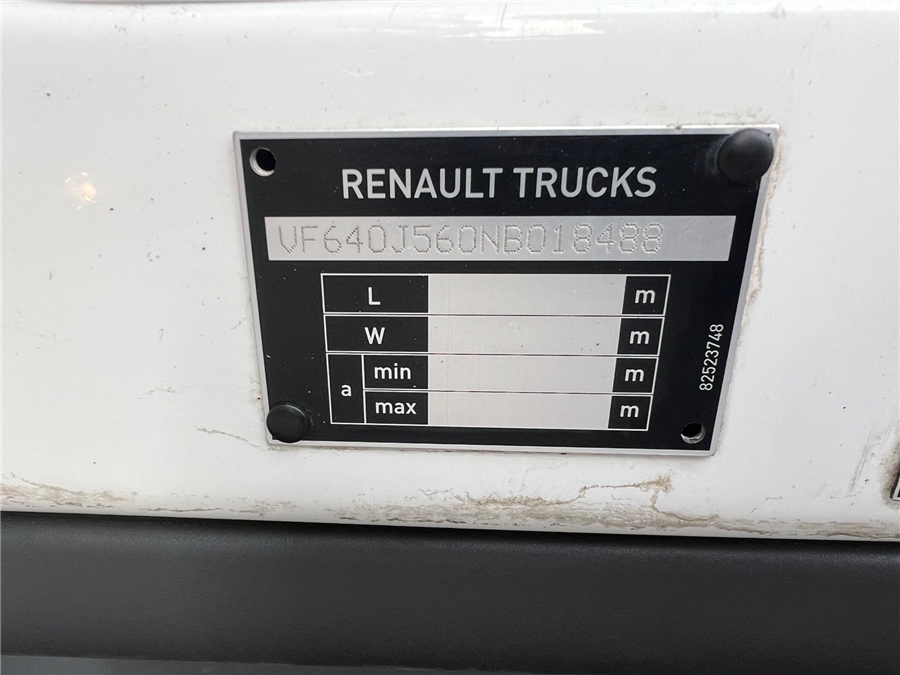 RENAULT TRUCKS
VF640J560NB018488
L m
W m
a min m
max m
82523748